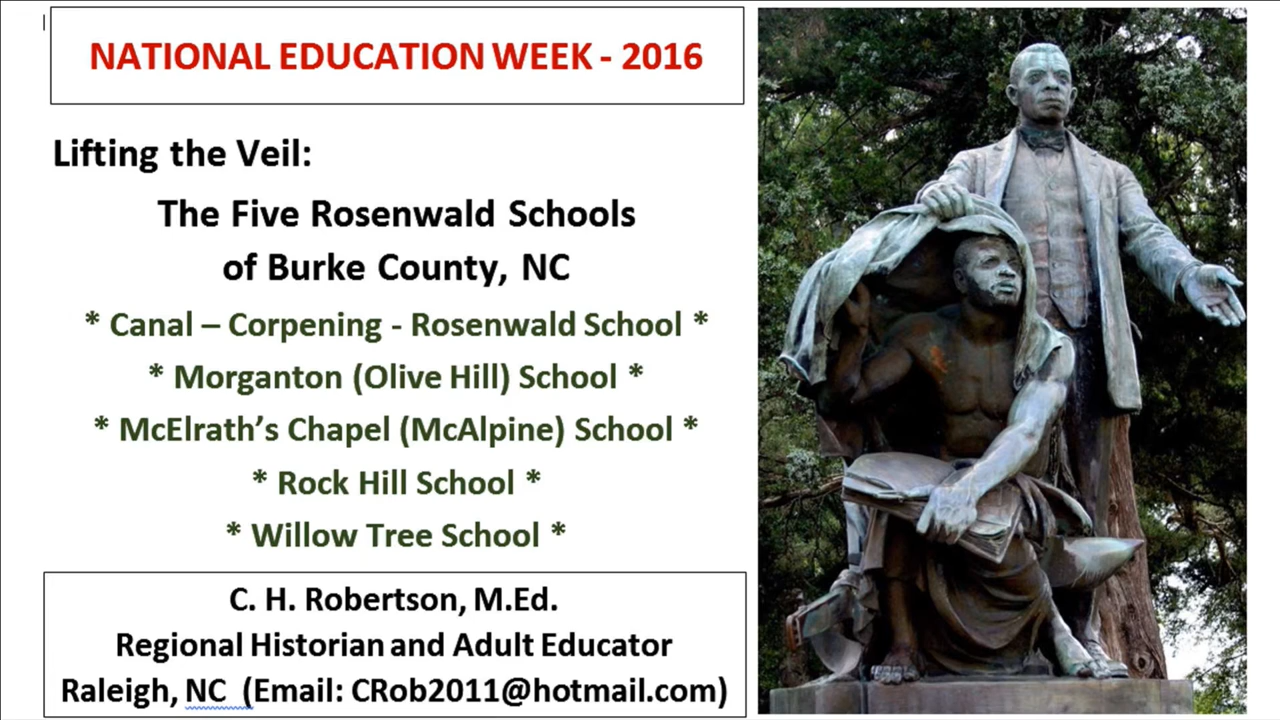 NATIONAL EDUCATION WEEK - 2016
Lifting the Veil:
The Five Rosenwald Schools
of Burke County, NC
* Canal – Corpening - Rosenwald School *
* Morganton (Olive Hill) School *
* McElrath’s Chapel (McAlpine) School *
* Rock Hill School *
* Willow Tree School *
C. H. Robertson, M.Ed.
Regional Historian and Adult Educator
Raleigh, NC (Email: CRob2011@hotmail.com)